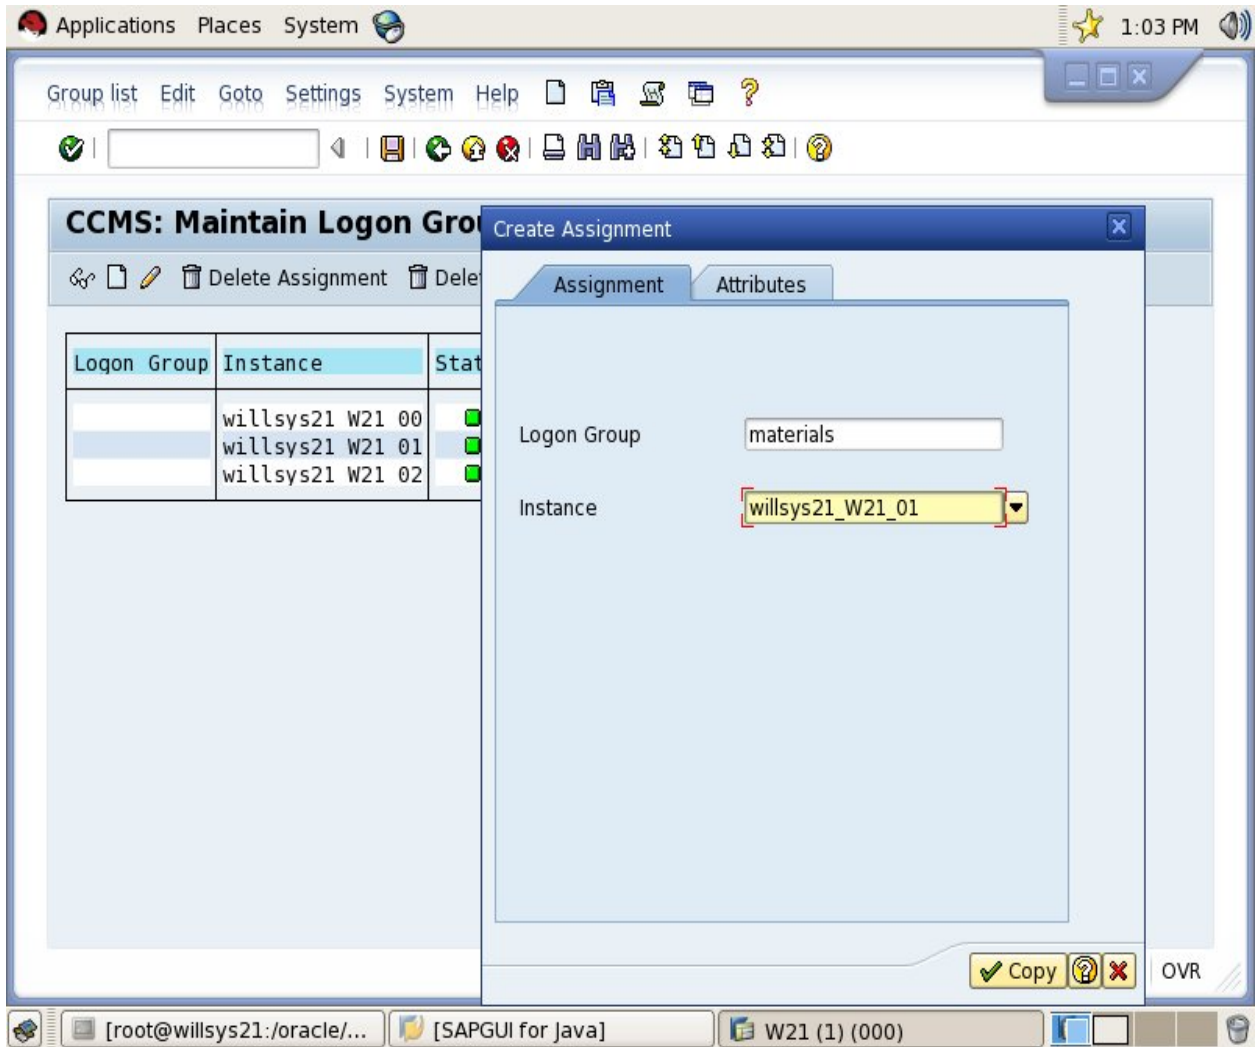 Applications Places System 1:03 PM
Group list Edit Goto Settings System Help
CCMS: Maintain Logon Grou
Create Assignment
Delete Assignment Dele
Assignment Attributes
Logon Group Instance Stat
willsys21 W21 00
willsys21 W21 01
willsys21 W21 02
Logon Group materials
Instance willsys21_W21_01
Copy
OVR
[root@willsys21:/oracle/... [SAPGUI for Java] W21 (1) (000)